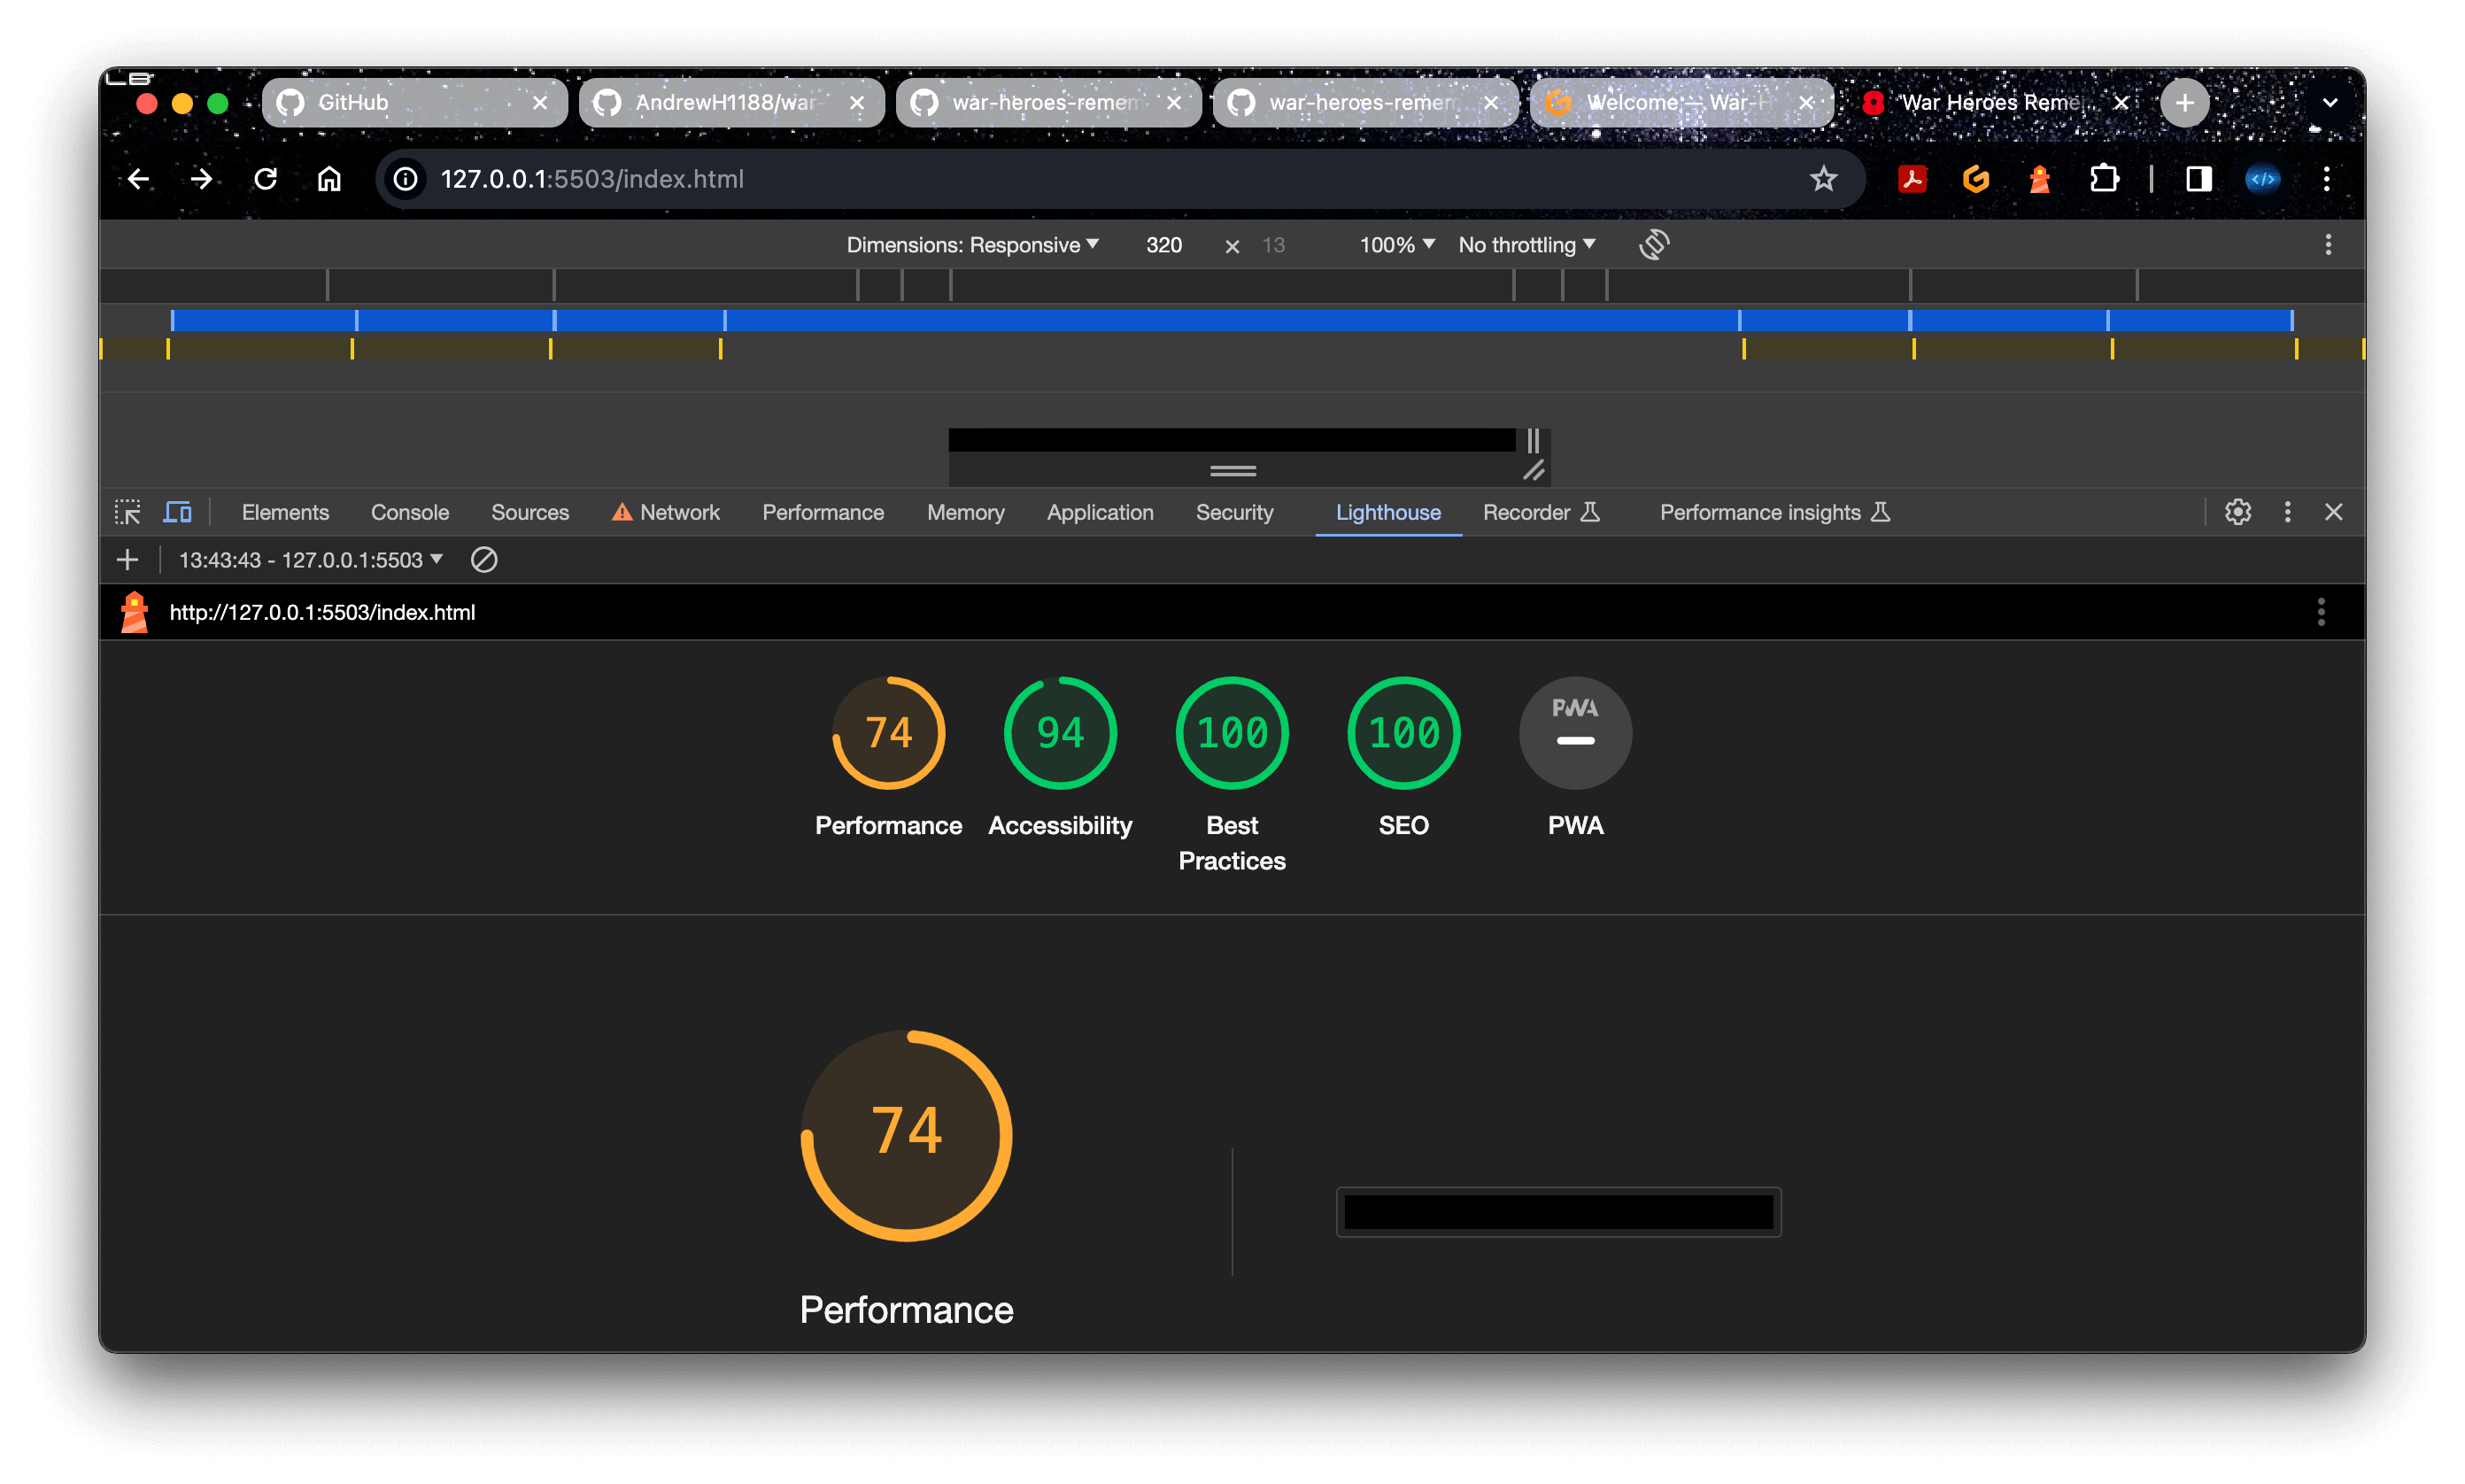 GitHub
AndrewH1188/war-
war-heroes-remem
war-heroes-remem
Welcome — War-H
War Heroes Reme
127.0.0.1:5503/index.html
Dimensions: Responsive 320 × 13 100% No throttling
Elements Console Sources Network Performance Memory Application Security Lighthouse Recorder Performance insights
13:43:43 - 127.0.0.1:5503
http://127.0.0.1:5503/index.html
74 94 100 100 PWA
Performance Accessibility Best Practices SEO PWA
74
Performance